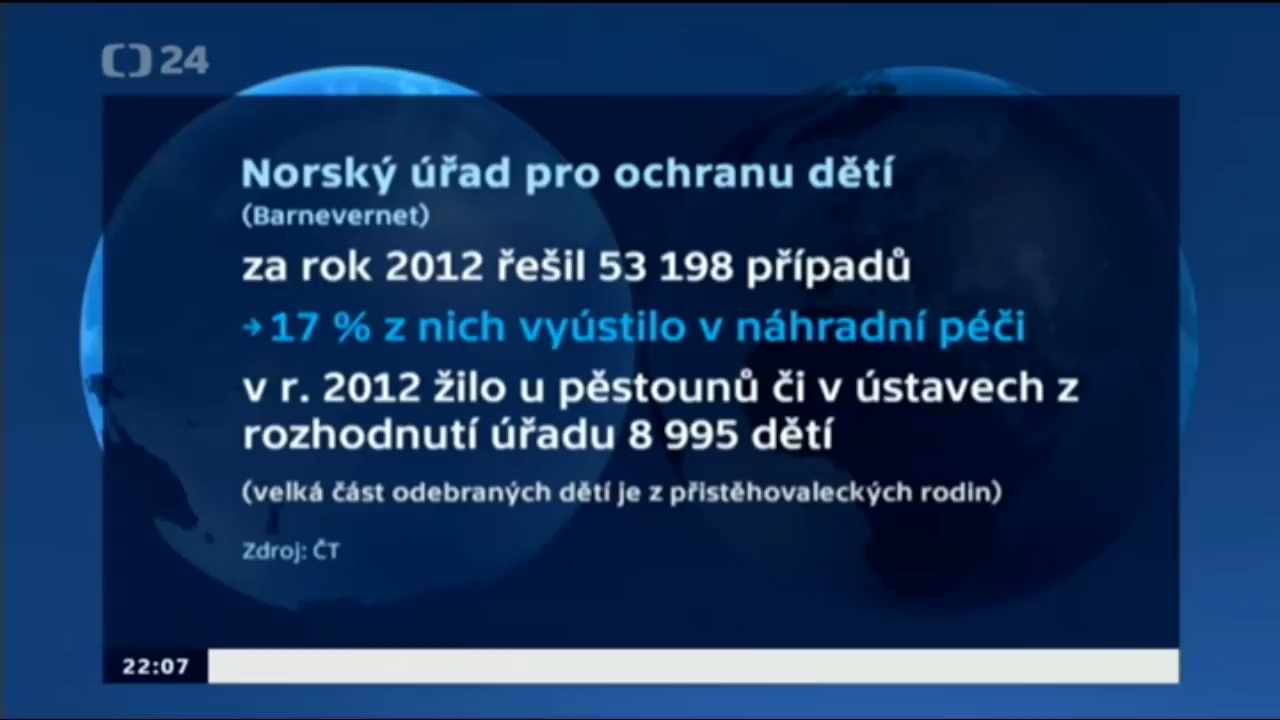 24
Norský úřad pro ochranu dětí
(Barnevernet)
za rok 2012 řešil 53 198 případů
→ 17 % z nich vyústilo v náhradní péči
v r. 2012 žilo u pěstounů či v ústavech z
rozhodnutí úřadu 8 995 dětí
(velká část odebraných dětí je z přistěhovaleckých rodin)
Zdroj: ČT
22:07